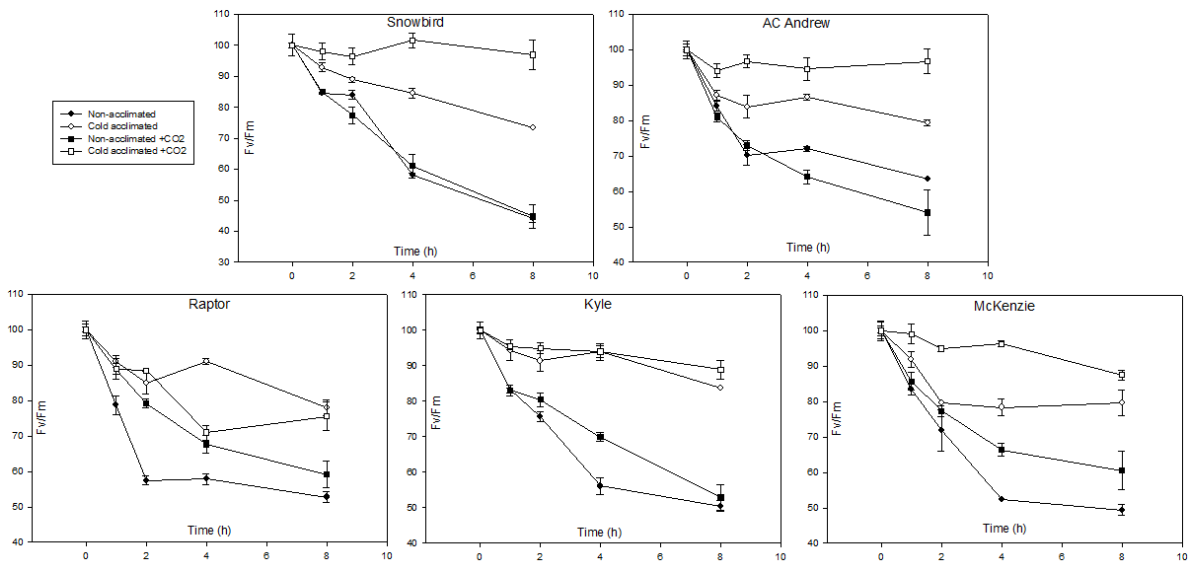 Snowbird
110
100
90
80
70
60
50
40
30
Fv/Fm
Time (h)
0 2 4 6 8 10
AC Andrew
110
100
90
80
70
60
50
40
Fv/Fm
Time (h)
0 2 4 6 8 10
Non-acclimated
Cold acclimated
Non-acclimated +CO2
Cold acclimated +CO2
Raptor
110
100
90
80
70
60
50
40
Fv/Fm
Time (h)
0 2 4 6 8 10
Kyle
110
100
90
80
70
60
50
40
Fv/Fm
Time (h)
0 2 4 6 8 10
McKenzie
110
100
90
80
70
60
50
40
Fv/Fm
Time (h)
0 2 4 6 8 10